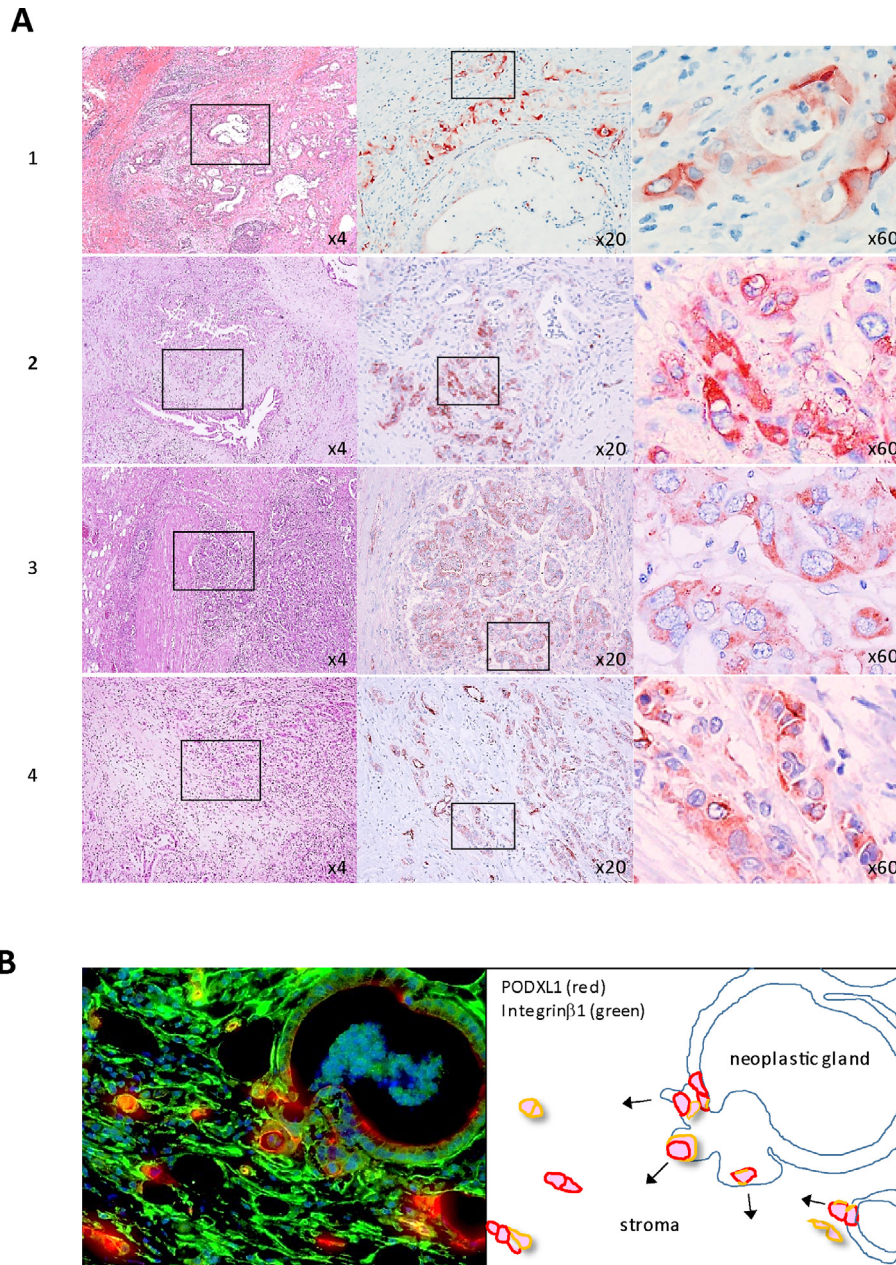 A
1
x4
x20
x60
2
x4
x20
x60
3
x4
x20
x60
4
x4
x20
x60
B
PODXL1 (red)
Integrinβ1 (green)
neoplastic gland
stroma